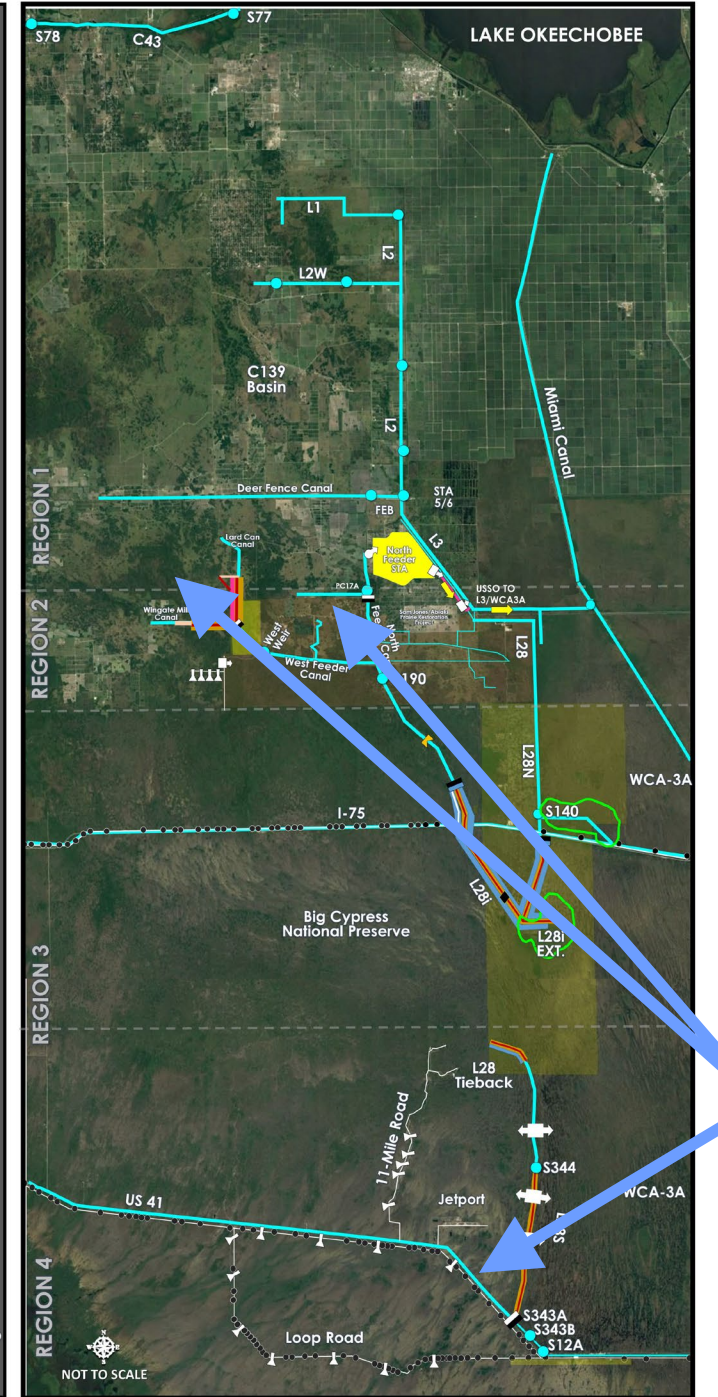 LAKE OKEECHOBEE
S77
S78
C43
L1
L2
L2W
C139
Basin
L2
Miami Canal
REGION 1
Deer Fence Canal
STA
5/6
FEB
Lard Can
Canal
L3
North
Feeder
STA
PC17A
USSO TO
L3/WCA3A
REGION 2
Wingate Mill
Canal
West
Weir
North
West Feeder
Canal
190
L28
L28N
WCA-3A
S140
I-75
L28i
Big Cypress
National Preserve
L28i
EXT.
REGION 3
L28
Tieback
11-Mile Road
S344
Jetport
WCA-3A
US 41
REGION 4
S343A
S343B
S12A
Loop Road
N
NOT TO SCALE